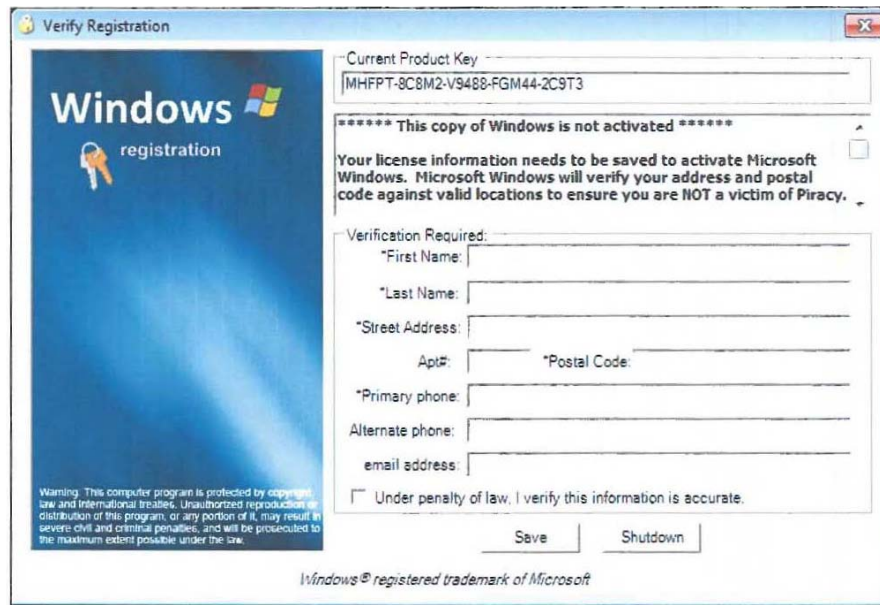 Verify Registration
Windows
registration
Warning: This computer program is protected by copyright
law and international treaties. Unauthorized reproduction or
distribution of this program, or any portion of it, may result in
severe civil and criminal penalties, and will be prosecuted to
the maximum extent possible under the law.
Current Product Key
MHFPT-8C8M2-V9488-FGM44-2C9T3
****** This copy of Windows is not activated ******
Your license information needs to be saved to activate Microsoft
Windows. Microsoft Windows will verify your address and postal
code against valid locations to ensure you are NOT a victim of Piracy.
Verification Required:
*First Name:
*Last Name:
*Street Address:
Apt#: *Postal Code:
*Primary phone:
Alternate phone:
email address:
Under penalty of law, I verify this information is accurate.
Save Shutdown
Windows® registered trademark of Microsoft